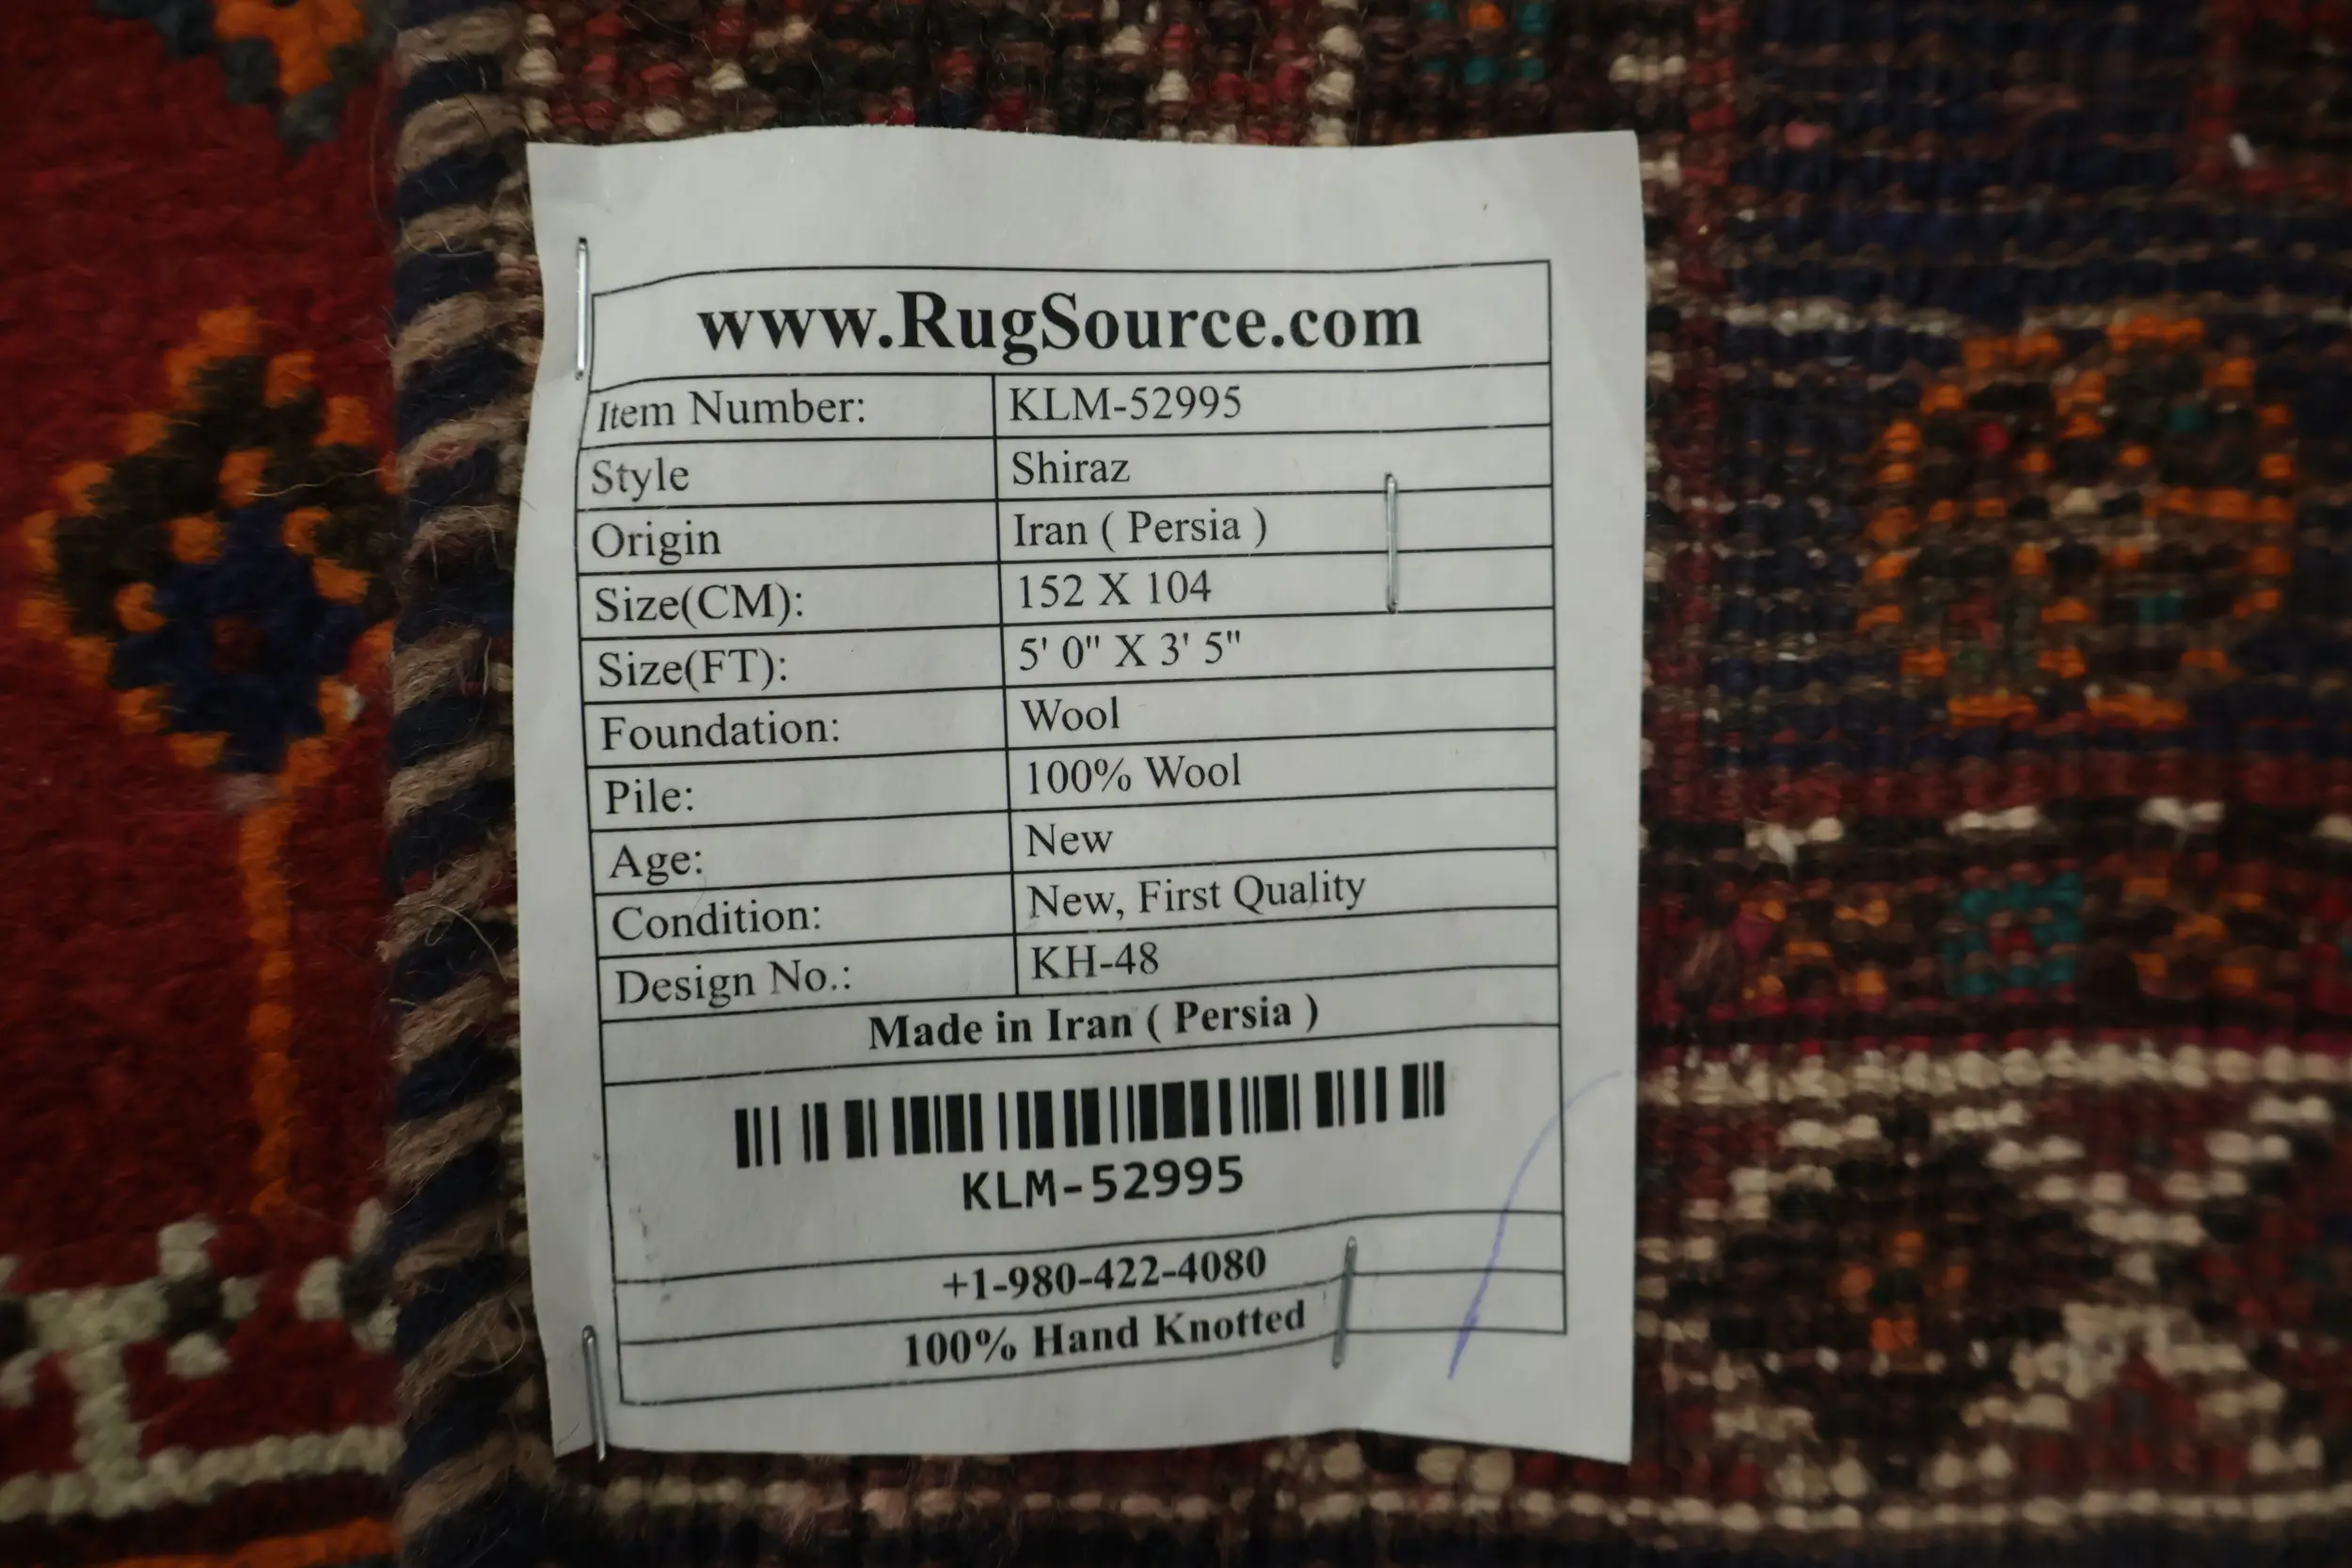 www.RugSource.com
Item Number: KLM-52995
Style Shiraz
Origin Iran ( Persia )
Size(CM): 152 X 104
Size(FT): 5' 0" X 3' 5"
Foundation: Wool
Pile: 100% Wool
Age: New
Condition: New, First Quality
Design No.: KH-48
Made in Iran ( Persia )
KLM-52995
+1-980-422-4080
100% Hand Knotted